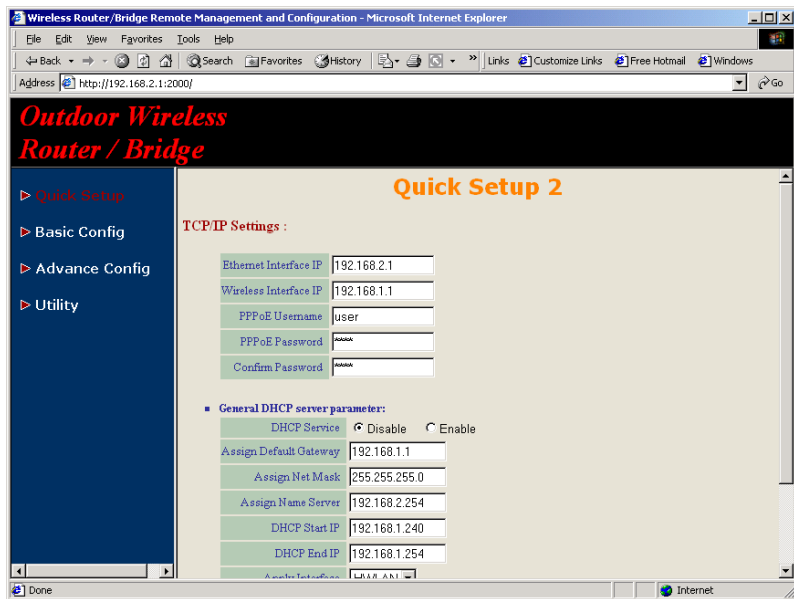 Wireless Router/Bridge Remote Management and Configuration - Microsoft Internet Explorer
File Edit View Favorites Tools Help
Back Search Favorites History » Links Customize Links Free Hotmail Windows
Address http://192.168.2.1:2000/ Go
Outdoor Wireless
Router / Bridge
Quick Setup
Basic Config
Advance Config
Utility
Quick Setup 2
TCP/IP Settings :
Ethernet Interface IP 192.168.2.1
Wireless Interface IP 192.168.1.1
PPPoE Username user
PPPoE Password ****
Confirm Password ****
General DHCP server parameter:
DHCP Service Disable Enable
Assign Default Gateway 192.168.1.1
Assign Net Mask 255.255.255.0
Assign Name Server 192.168.2.254
DHCP Start IP 192.168.1.240
DHCP End IP 192.168.1.254
Apply Interface HWLAN
Done Internet